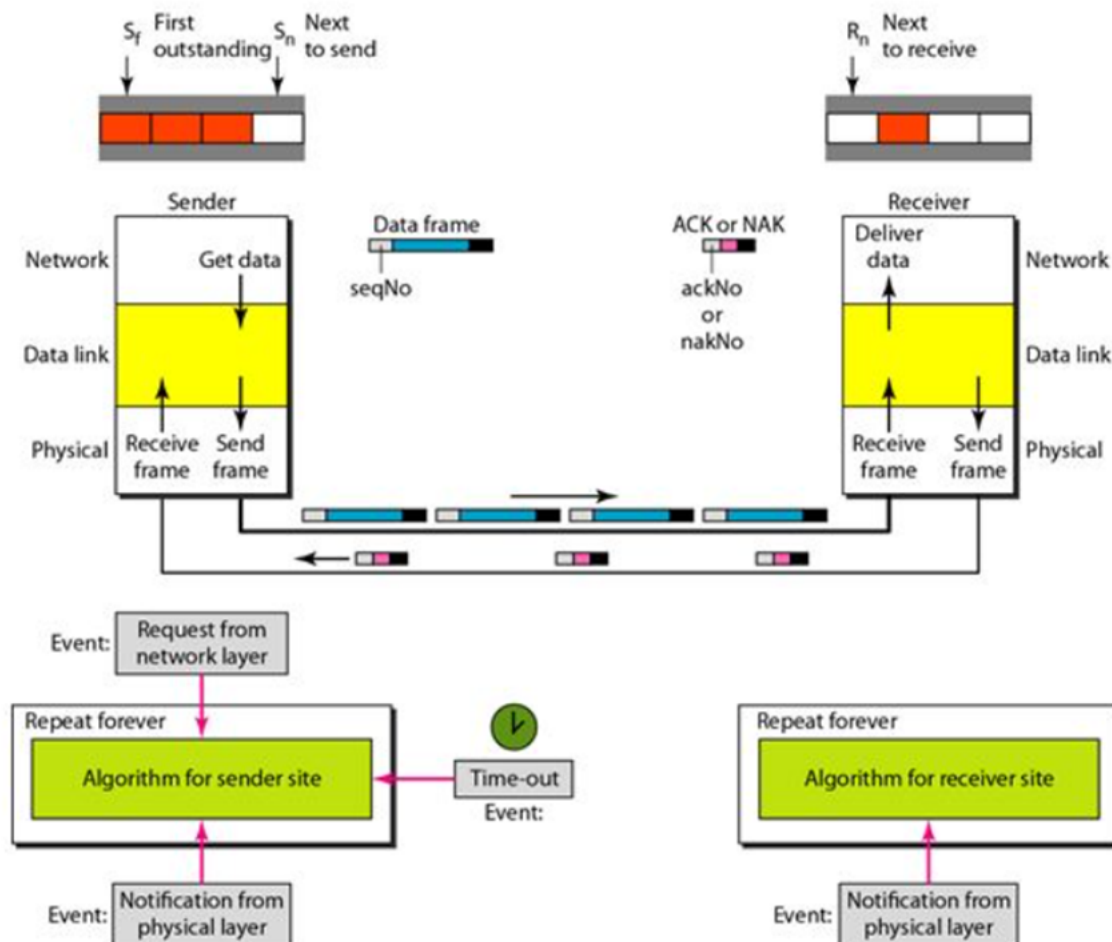 Sf First
outstanding
Sn Next
to send
Rn Next
to receive
Sender
Receiver
Data frame
ACK or NAK
seqNo
ackNo
or
nakNo
Network
Get data
Deliver
data
Network
Data link
Data link
Physical
Receive
frame
Send
frame
Receive
frame
Send
frame
Physical
Event:
Request from
network layer
Repeat forever
Algorithm for sender site
Time-out
Event:
Repeat forever
Algorithm for receiver site
Event:
Notification from
physical layer
Event:
Notification from
physical layer